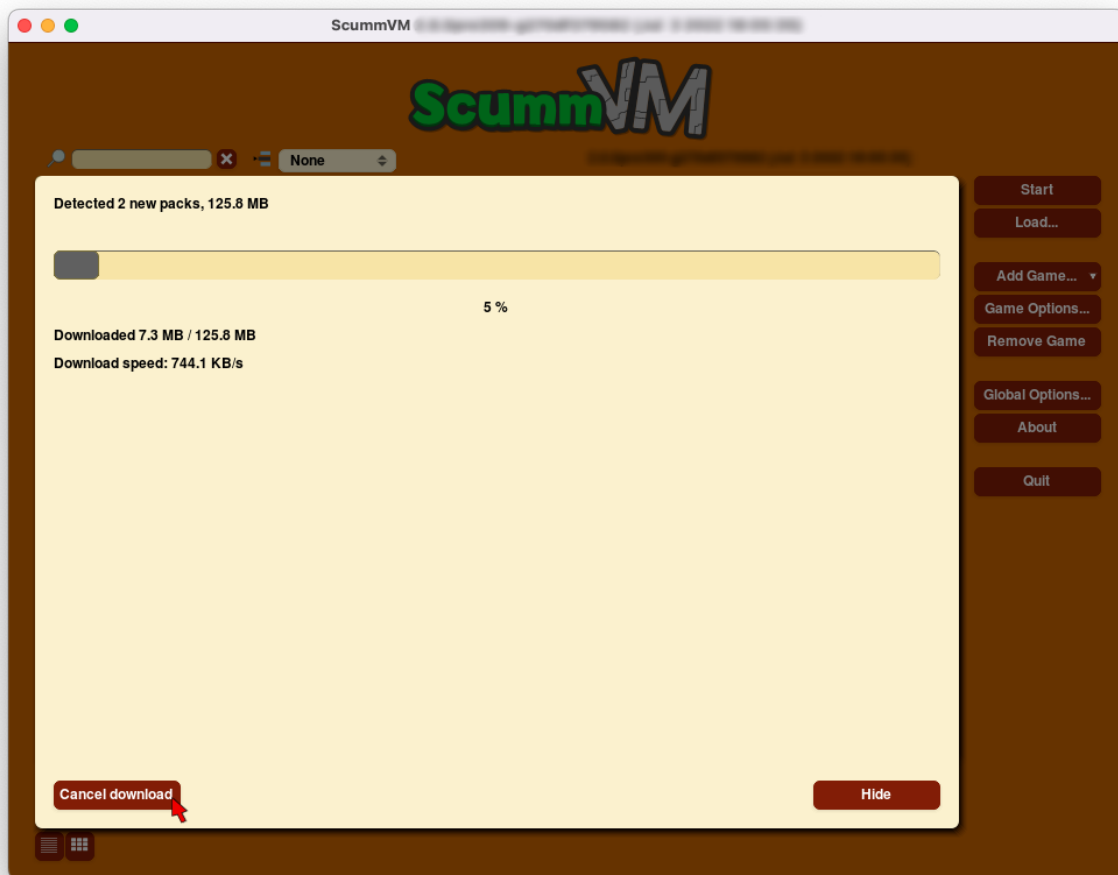 ScummVM
ScummVM
None
Detected 2 new packs, 125.8 MB
5 %
Downloaded 7.3 MB / 125.8 MB
Download speed: 744.1 KB/s
Cancel download
Hide
Start
Load...
Add Game...
Game Options...
Remove Game
Global Options...
About
Quit